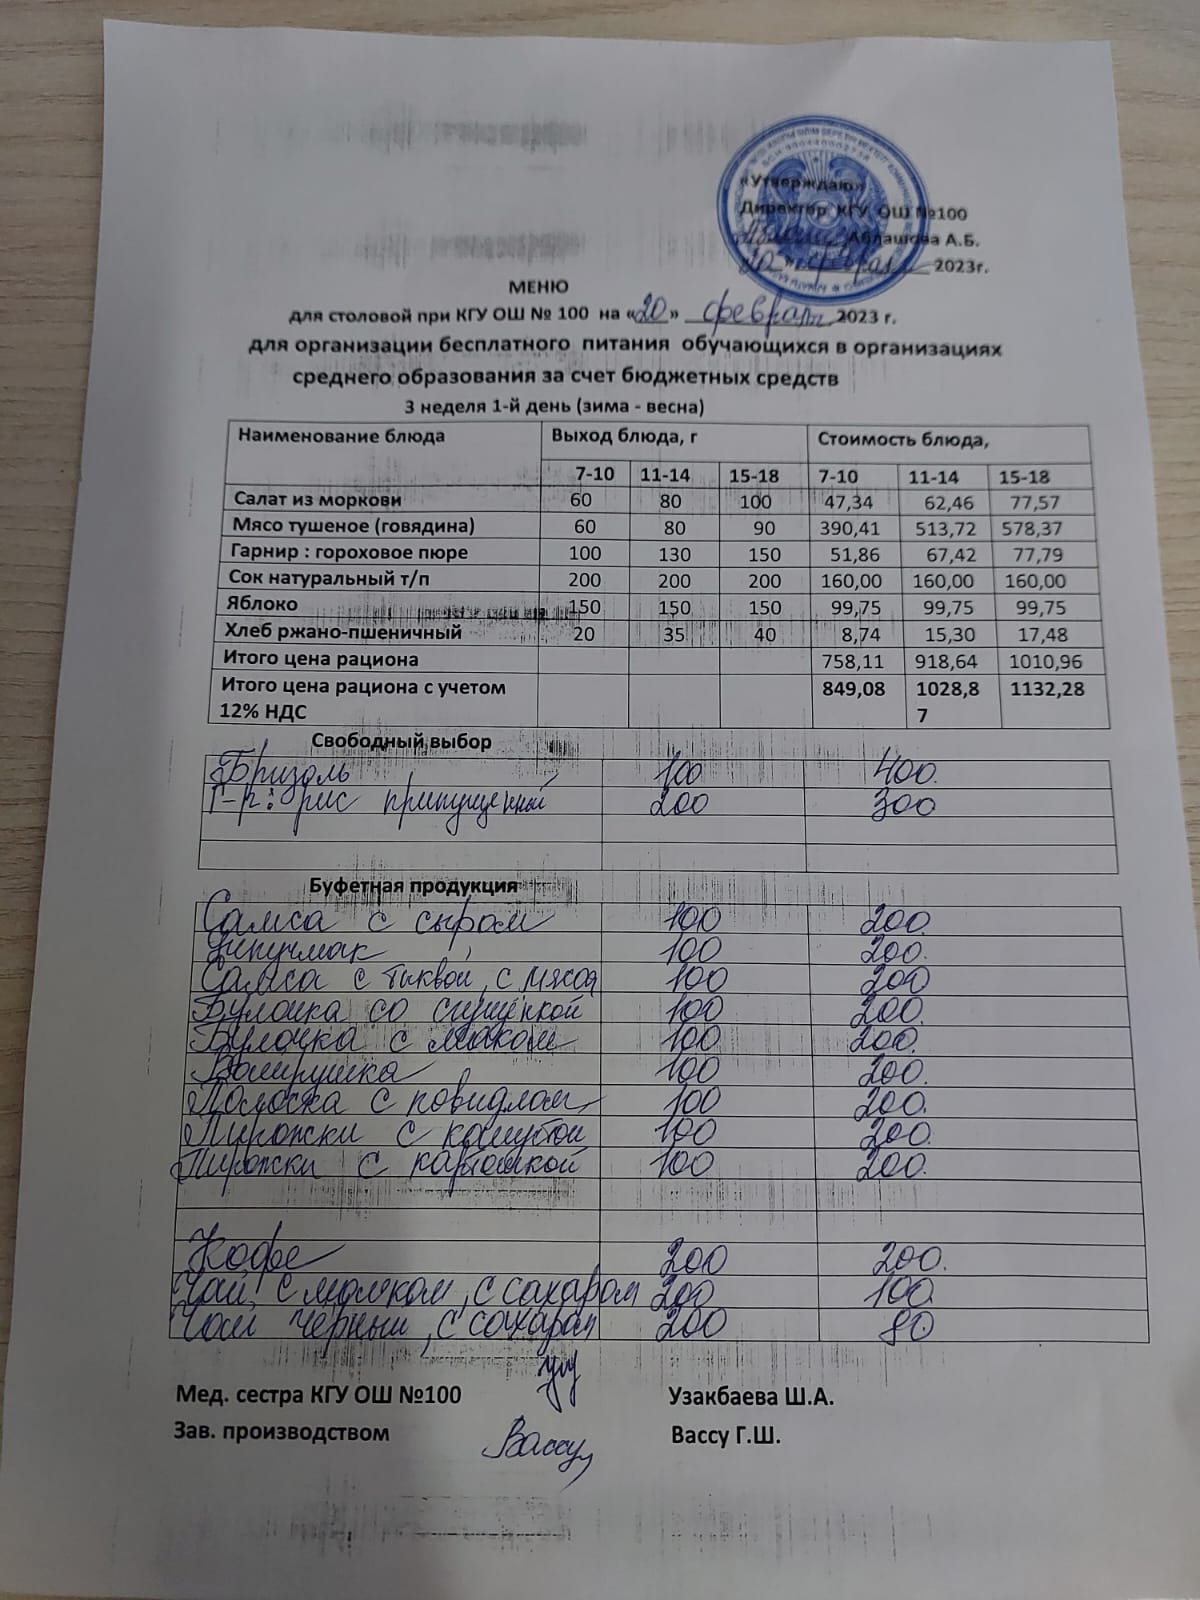 «Утверждаю»
Директор КГУ ОШ №100
Аблашова А.Б.
2023г.
МЕНЮ
для столовой при КГУ ОШ № 100 на «20» февраля 2023 г.
для организации бесплатного питания обучающихся в организациях
среднего образования за счет бюджетных средств
3 неделя 1-й день (зима - весна)
Наименование блюда Выход блюда, г Стоимость блюда,
7-10 11-14 15-18 7-10 11-14 15-18
Салат из моркови 60 80 100 47,34 62,46 77,57
Мясо тушеное (говядина) 60 80 90 390,41 513,72 578,37
Гарнир : гороховое пюре 100 130 150 51,86 67,42 77,79
Сок натуральный т/п 200 200 200 160,00 160,00 160,00
Яблоко 150 150 150 99,75 99,75 99,75
Хлеб ржано-пшеничный 20 35 40 8,74 15,30 17,48
Итого цена рациона 758,11 918,64 1010,96
Итого цена рациона с учетом 849,08 1028,8 1132,28
12% НДС 7
Свободный выбор
Бризоль 100 400.
Г-р: рис припущенный 200 300
Буфетная продукция
Самса с сыром 100 200.
100 200.
Самса с тыквой, с мясом 100 200
Булочка со сгущенкой 100 200.
Булочка с маком 100 200.
Ватрушка 100 200.
Полоска с повидлом 100 200.
Пирожки с капустой 100 200.
Пирожки с картошкой 100 200.
Кофе 200 200.
Чай с молоком, с сахаром 200 100.
Чай черный, с сахаром 200 80
Мед. сестра КГУ ОШ №100 Узакбаева Ш.А.
Зав. производством Вассу Вассу Г.Ш.